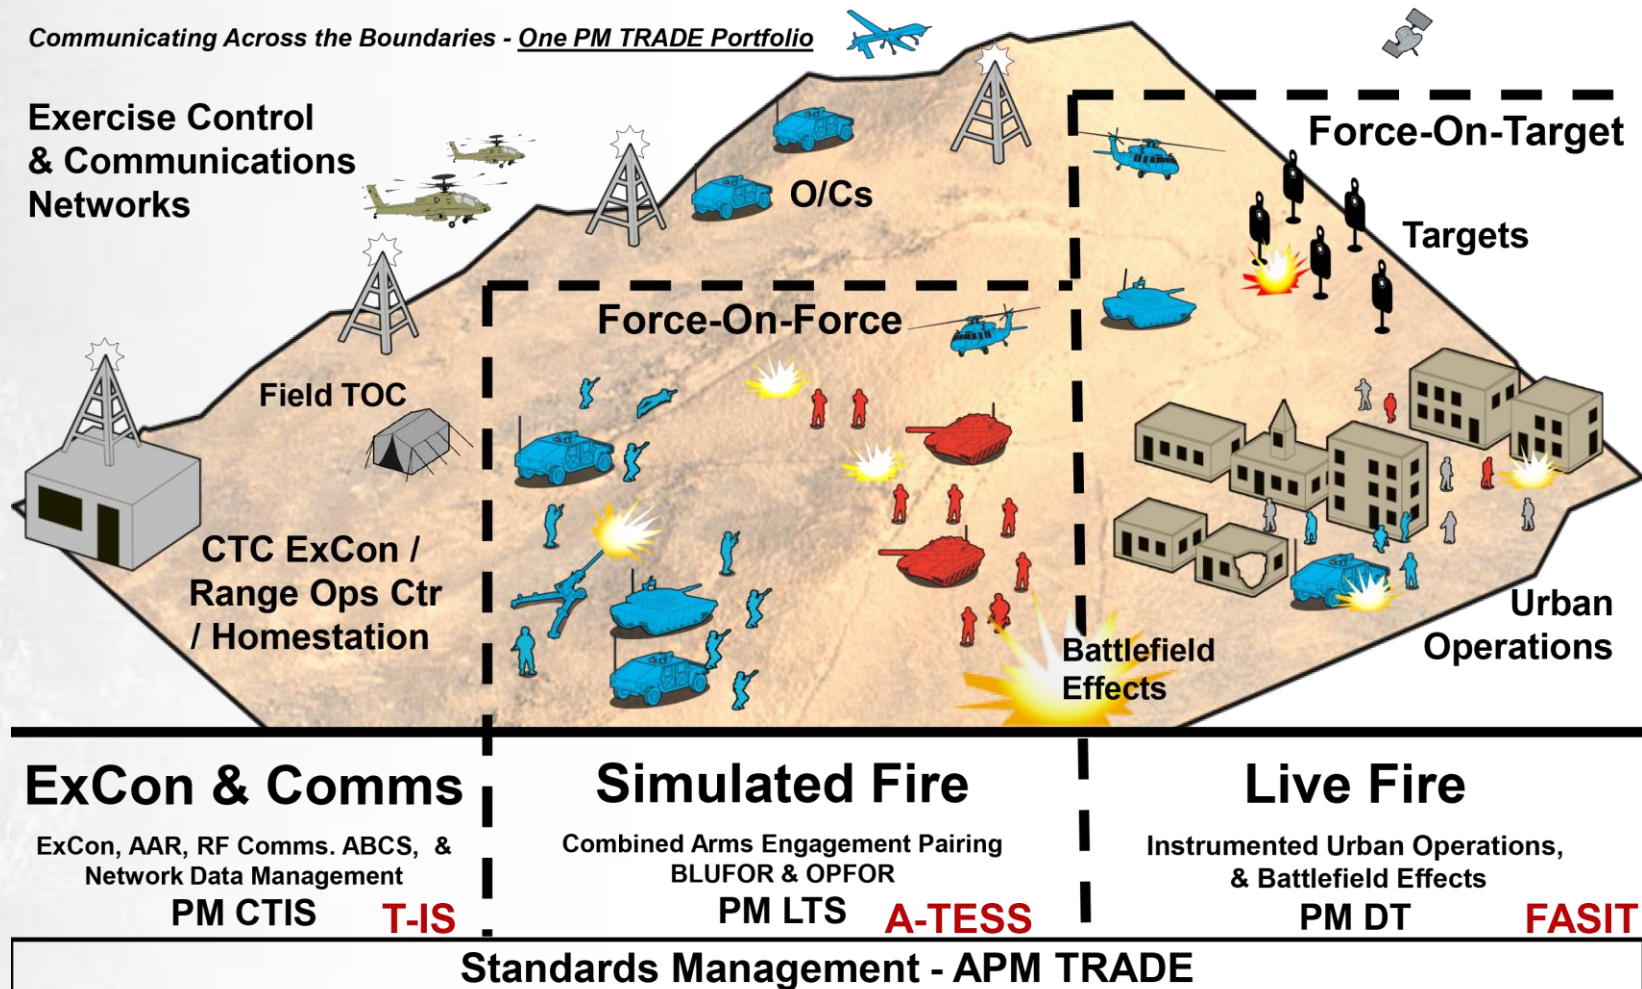 Communicating Across the Boundaries - One PM TRADE Portfolio
Exercise Control
& Communications
Networks
O/Cs
Force-On-Target
Targets
Force-On-Force
Field TOC
CTC ExCon /
Range Ops Ctr
/ Homestation
Battlefield
Effects
Urban
Operations
ExCon & Comms
ExCon, AAR, RF Comms. ABCS, &
Network Data Management
PM CTIS T-IS
Simulated Fire
Combined Arms Engagement Pairing
BLUFOR & OPFOR
PM LTS A-TESS
Live Fire
Instrumented Urban Operations,
& Battlefield Effects
PM DT FASIT
Standards Management - APM TRADE